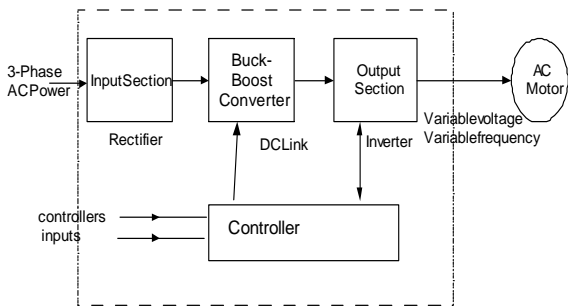 3-Phase
ACPower
InputSection
Rectifier
Buck-
Boost
Converter
DCLink
Output
Section
Inverter
Variablevoltage
Variablefrequency
AC
Motor
controllers
inputs
Controller